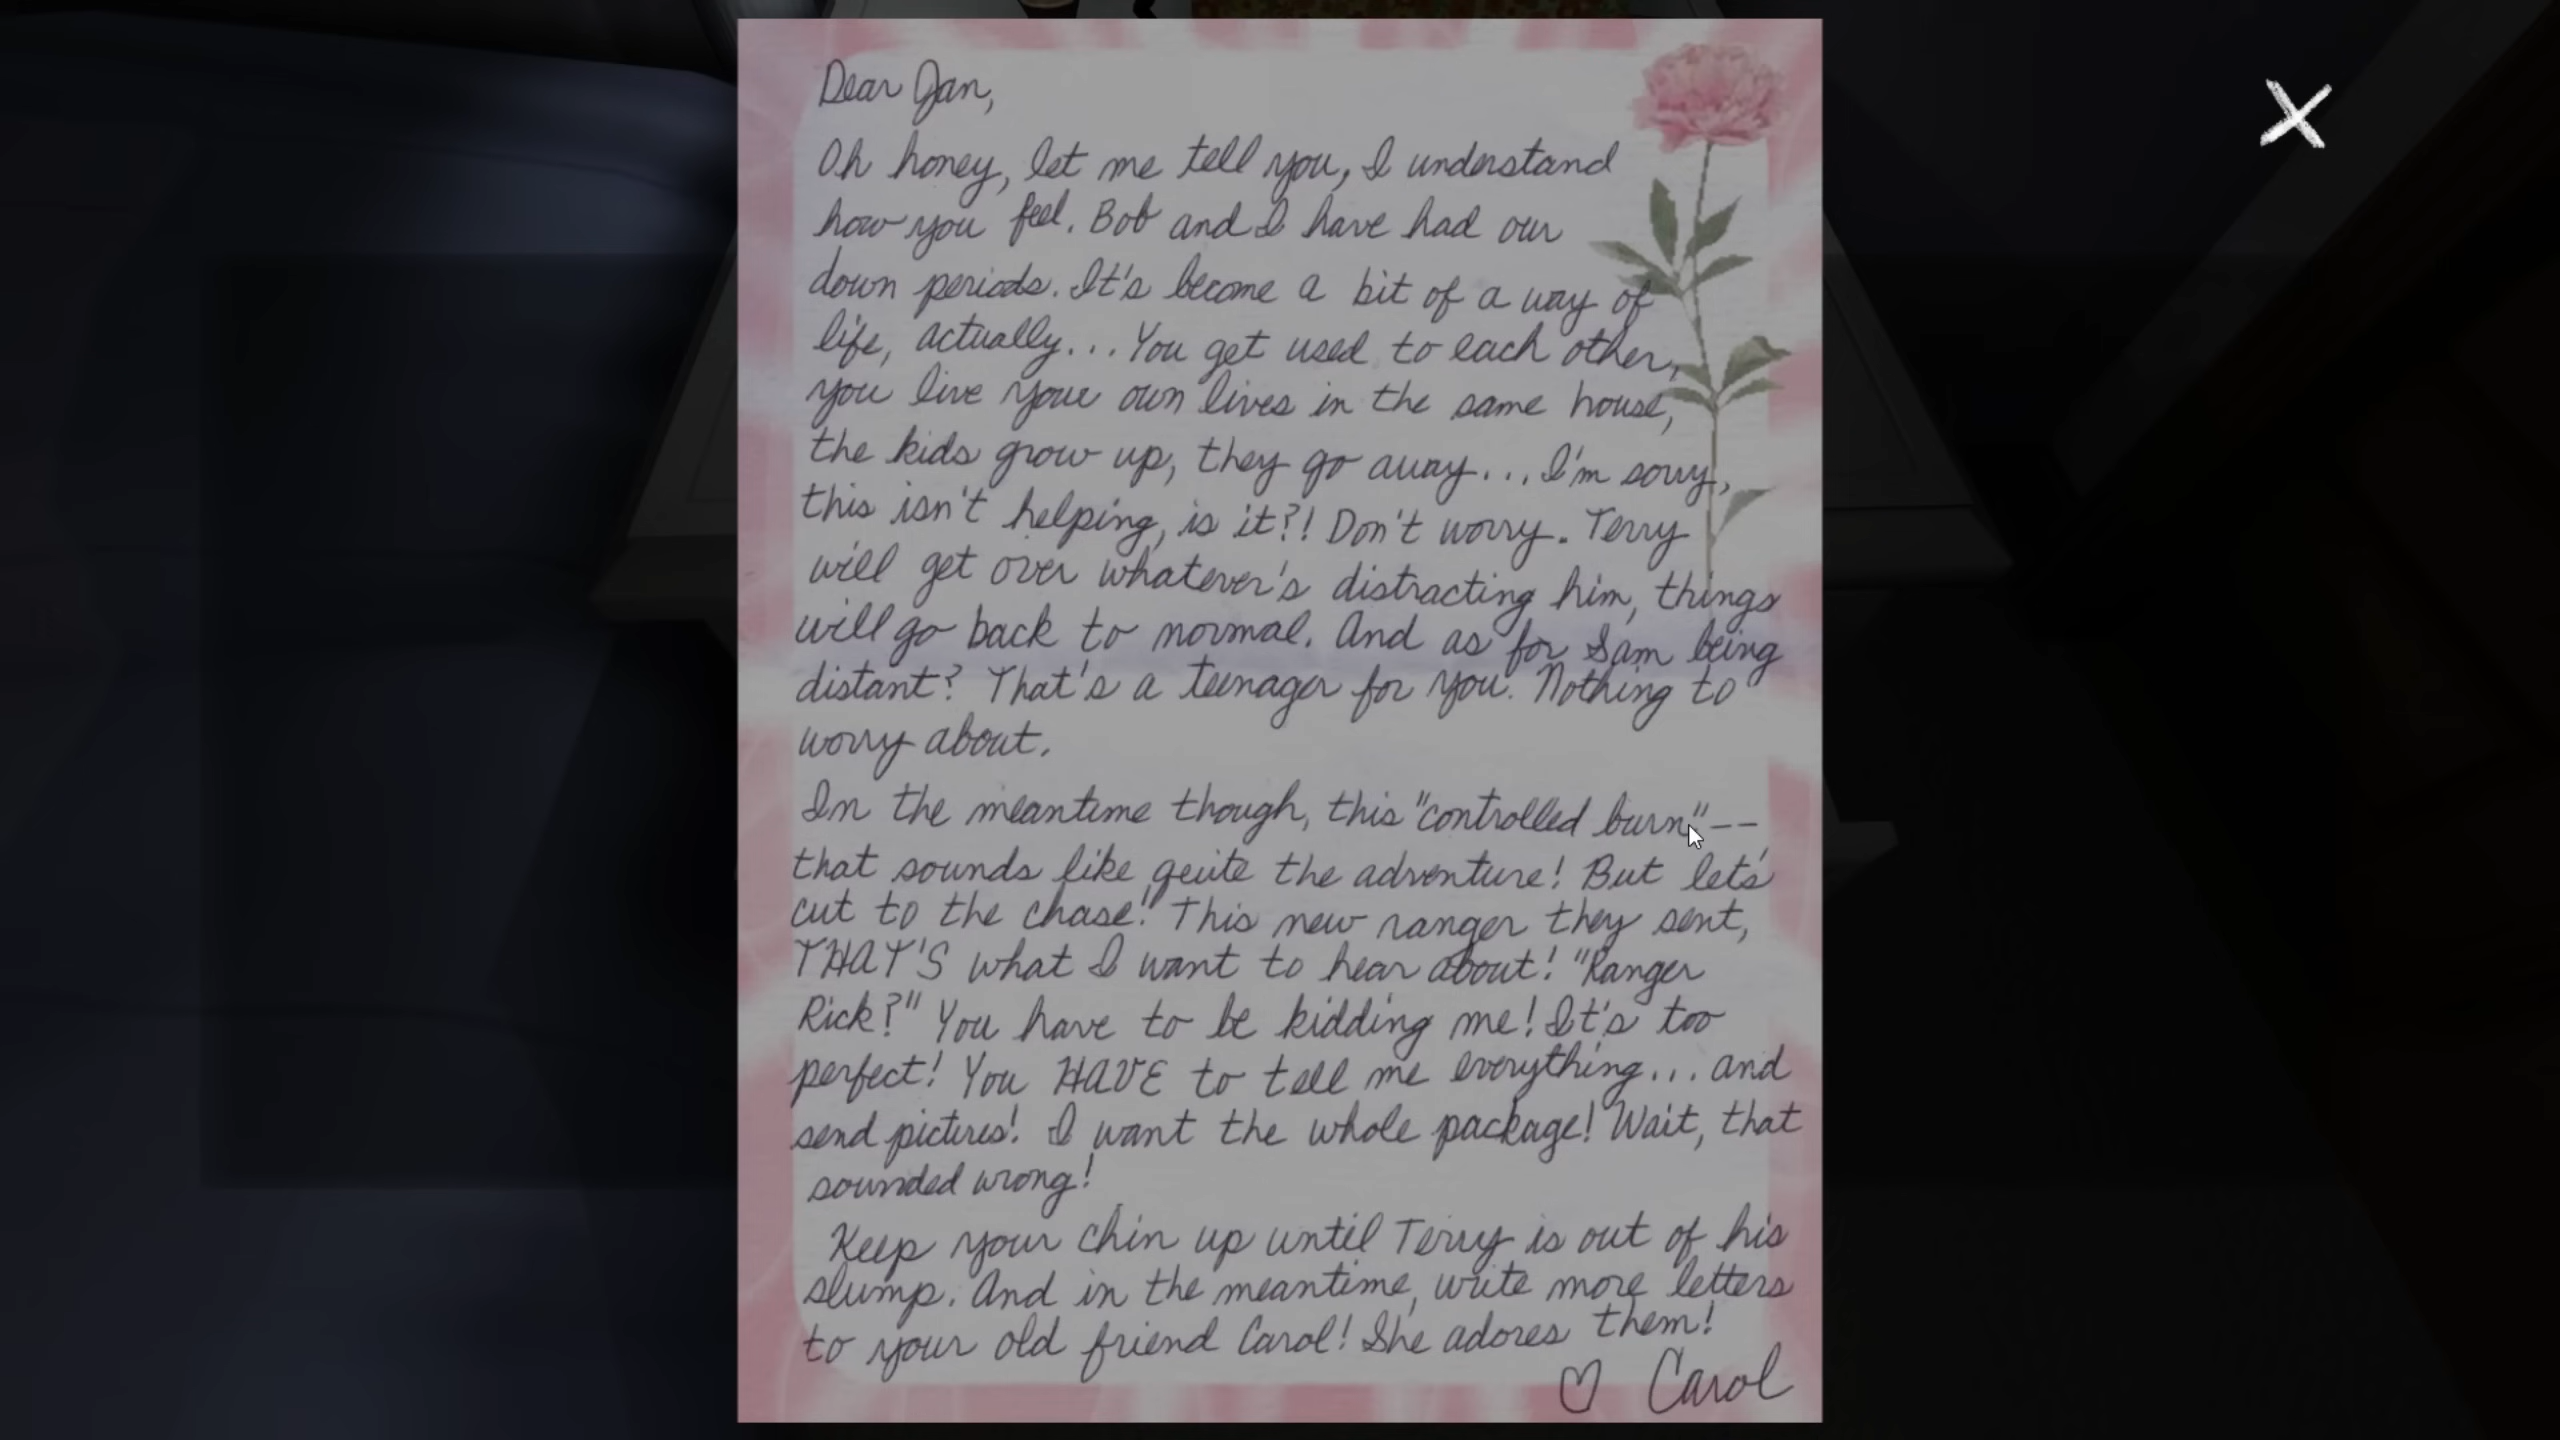 Dear Jan,
Oh honey, let me tell you, I understand
how you feel. Bob and I have had our
down periods. It's become a bit of a way of
life, actually... You get used to each other,
you live your own lives in the same house,
the kids grow up, they go away... I'm sorry,
this isn't helping, is it?! Don't worry. Terry
will get over whatever's distracting him, things
will go back to normal. And as for Sam being
distant? That's a teenager for you. Nothing to
worry about.
In the meantime though, this "controlled burn"--
that sounds like quite the adventure! But let's
cut to the chase! This new ranger they sent,
THAT'S what I want to hear about! "Ranger
Rick?" You have to be kidding me! It's too
perfect! You HAVE to tell me everything... and
send pictures! I want the whole package! Wait, that
sounded wrong!
Keep your chin up until Terry is out of his
slump. And in the meantime, write more letters
to your old friend Carol! She adores them!
♡ Carol